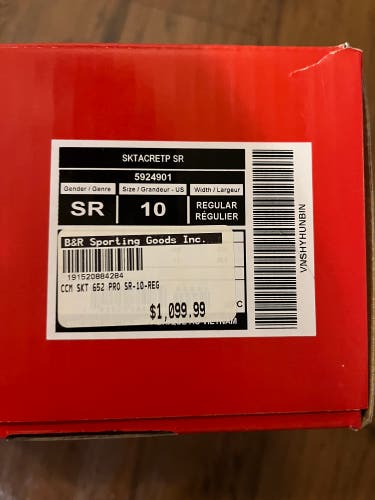 SKTACRETP SR
5924901
Gender / Genre Size / Grandeur - US Width / Largeur
SR 10 REGULAR
RÉGULIER
B&R Sporting Goods Inc.
191520884284
CCM SKT 652 PRO SR-10-REG
$1,099.99
C
VIETNAM
VNSHYHUNBIN